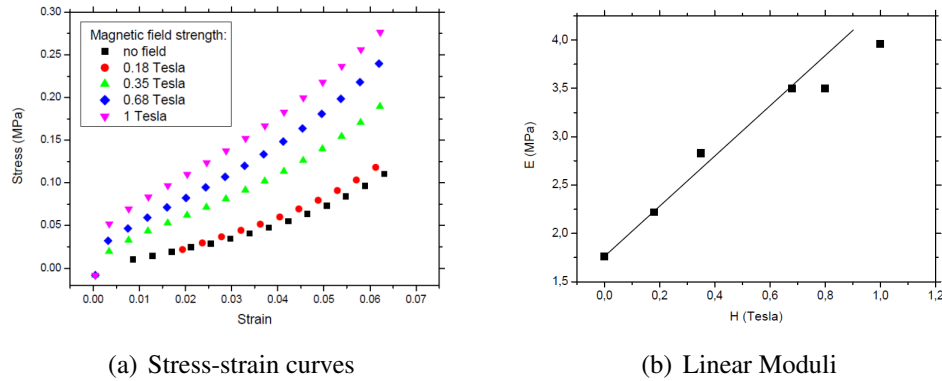 0.30
0.25
0.20
0.15
0.10
0.05
0.00
Stress (MPa)
Magnetic field strength:
no field
0.18 Tesla
0.35 Tesla
0.68 Tesla
1 Tesla
0.00 0.01 0.02 0.03 0.04 0.05 0.06 0.07
Strain
(a) Stress-strain curves
4,0
3,5
3,0
2,5
2,0
1,5
E (MPa)
0,0 0,2 0,4 0,6 0,8 1,0 1,2
H (Tesla)
(b) Linear Moduli